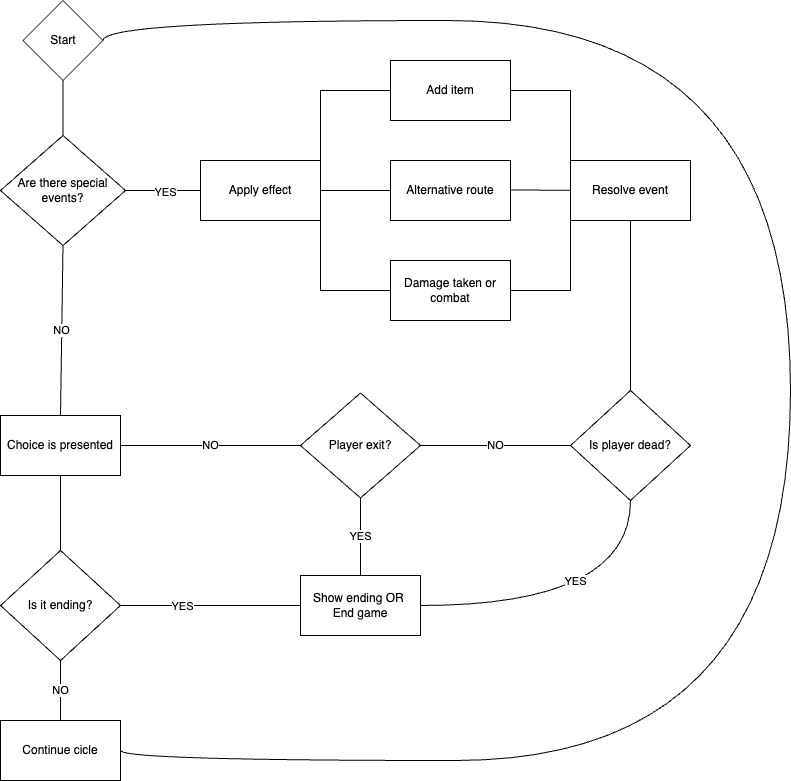 Start
Add item
Are there special
events?
YES
Apply effect
Alternative route
Resolve event
Damage taken or
combat
NO
Choice is presented
NO
Player exit?
NO
Is player dead?
YES
YES
Is it ending?
YES
Show ending OR
End game
NO
Continue cicle